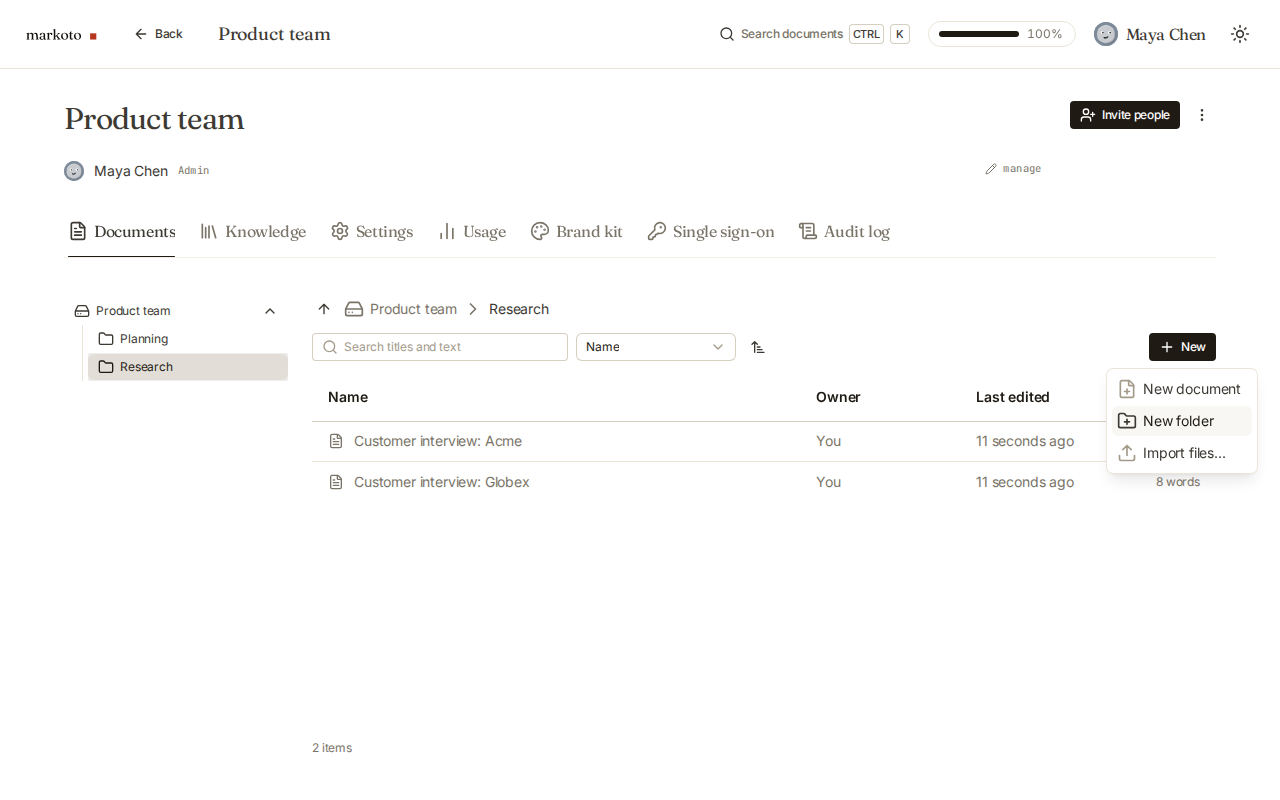 markoto
Back
Product team
Search documents CTRL K
100%
Maya Chen
Product team
Invite people
Maya Chen Admin
manage
Documents
Knowledge
Settings
Usage
Brand kit
Single sign-on
Audit log
Product team
Planning
Research
Product team
Research
Search titles and text
Name
New
New document
New folder
Import files...
Name Owner Last edited
Customer interview: Acme You 11 seconds ago
Customer interview: Globex You 11 seconds ago 8 words
2 items